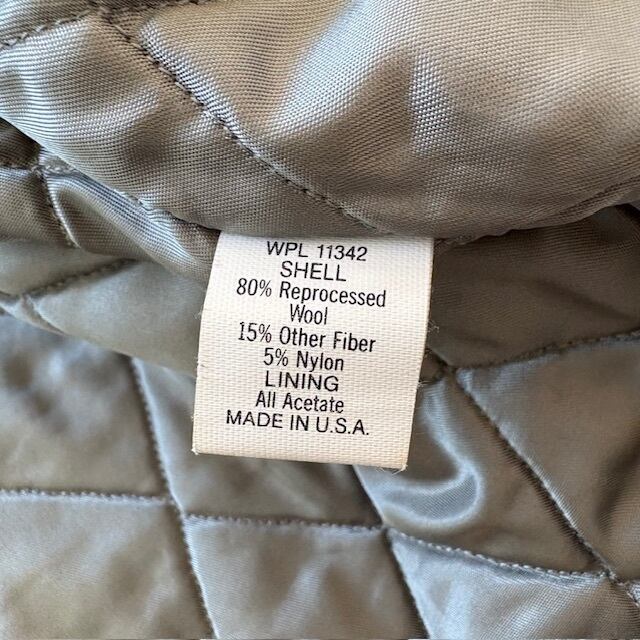 WPL 11342
SHELL
80% Reprocessed
Wool
15% Other Fiber
5% Nylon
LINING
All Acetate
MADE IN U.S.A.